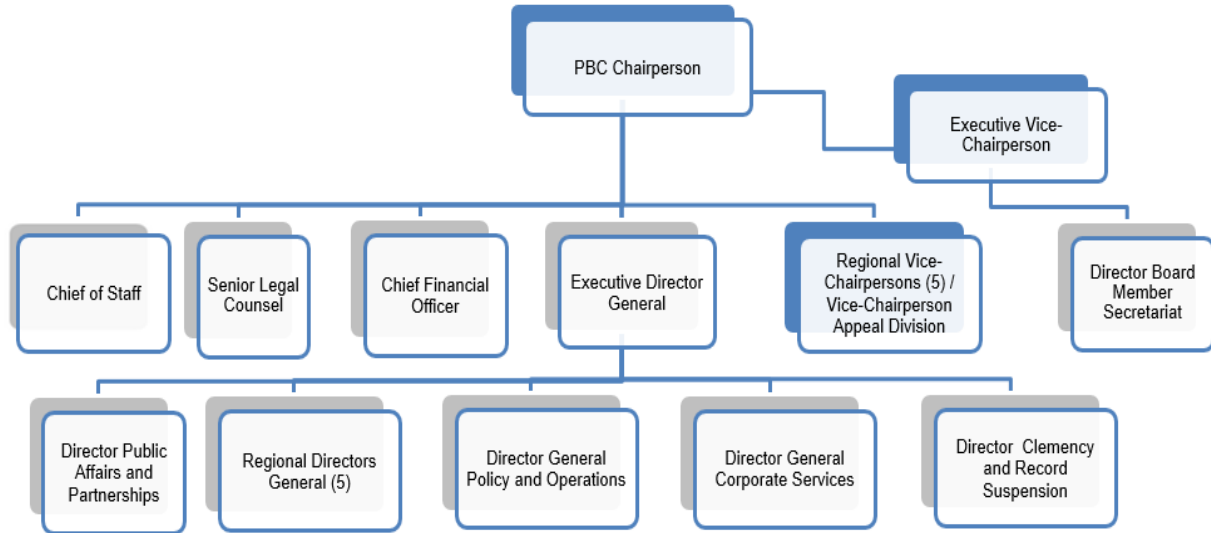 PBC Chairperson
Executive Vice-
Chairperson
Chief of Staff
Senior Legal
Counsel
Chief Financial
Officer
Executive Director
General
Regional Vice-
Chairpersons (5) /
Vice-Chairperson
Appeal Division
Director Board
Member
Secretariat
Director Public
Affairs and
Partnerships
Regional Directors
General (5)
Director General
Policy and Operations
Director General
Corporate Services
Director Clemency
and Record
Suspension